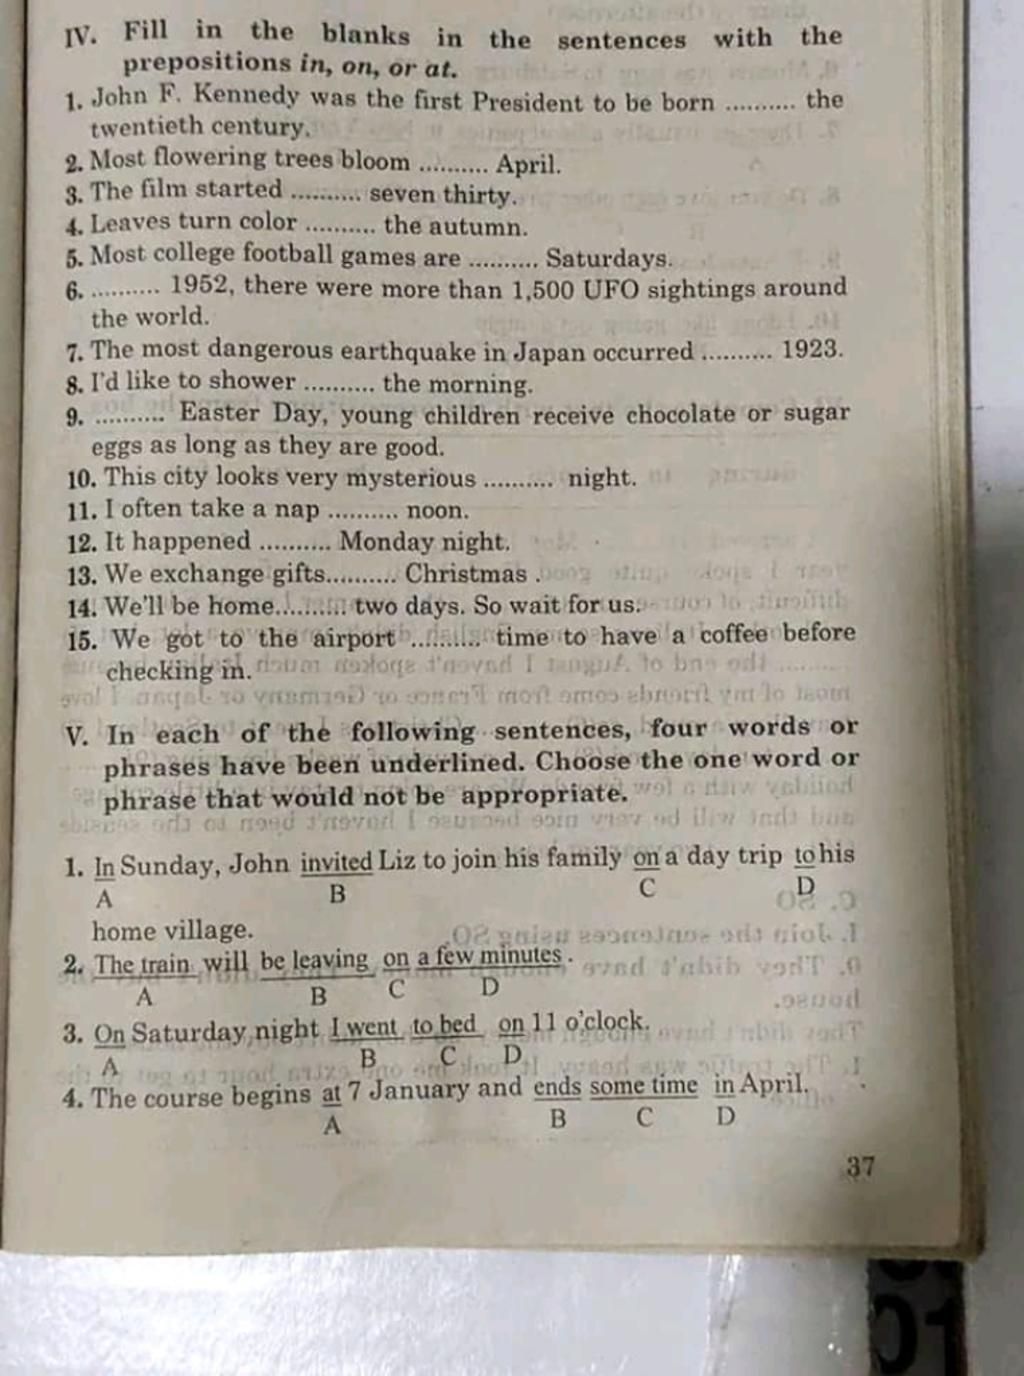 IV. Fill in the blanks in the sentences with the
prepositions in, on, or at.
1. John F. Kennedy was the first President to be born .......... the
twentieth century.
2. Most flowering trees bloom .......... April.
3. The film started .......... seven thirty.
4. Leaves turn color .......... the autumn.
5. Most college football games are .......... Saturdays.
6. .......... 1952, there were more than 1,500 UFO sightings around
the world.
7. The most dangerous earthquake in Japan occurred .......... 1923.
8. I'd like to shower .......... the morning.
9. .......... Easter Day, young children receive chocolate or sugar
eggs as long as they are good.
10. This city looks very mysterious .......... night.
11. I often take a nap .......... noon.
12. It happened .......... Monday night.
13. We exchange gifts.......... Christmas .
14. We'll be home.......... two days. So wait for us.
15. We got to the airport .......... time to have a coffee before
checking in.
V. In each of the following sentences, four words or
phrases have been underlined. Choose the one word or
phrase that would not be appropriate.
1. In Sunday, John invited Liz to join his family on a day trip to his
A B C D
home village.
2. The train will be leaving on a few minutes.
A B C D
3. On Saturday night I went to bed on 11 o'clock.
A B C D
4. The course begins at 7 January and ends some time in April.
A B C D
37
01